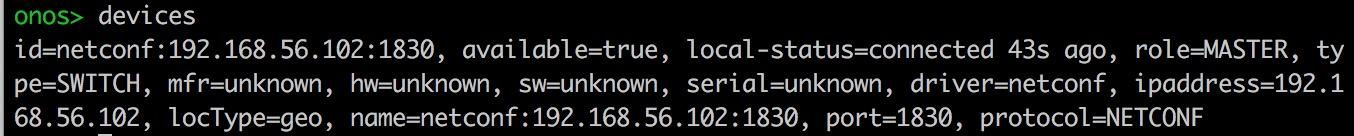 onos> devices
id=netconf:192.168.56.102:1830, available=true, local-status=connected 43s ago, role=MASTER, ty
pe=SWITCH, mfr=unknown, hw=unknown, sw=unknown, serial=unknown, driver=netconf, ipaddress=192.1
68.56.102, locType=geo, name=netconf:192.168.56.102:1830, port=1830, protocol=NETCONF